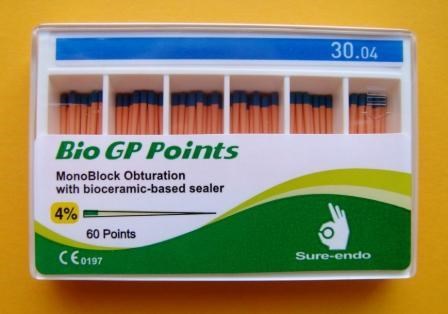 30.04
Bio GP Points
MonoBlock Obturation
with bioceramic-based sealer
4%
60 Points
CE 0197
Sure-endo